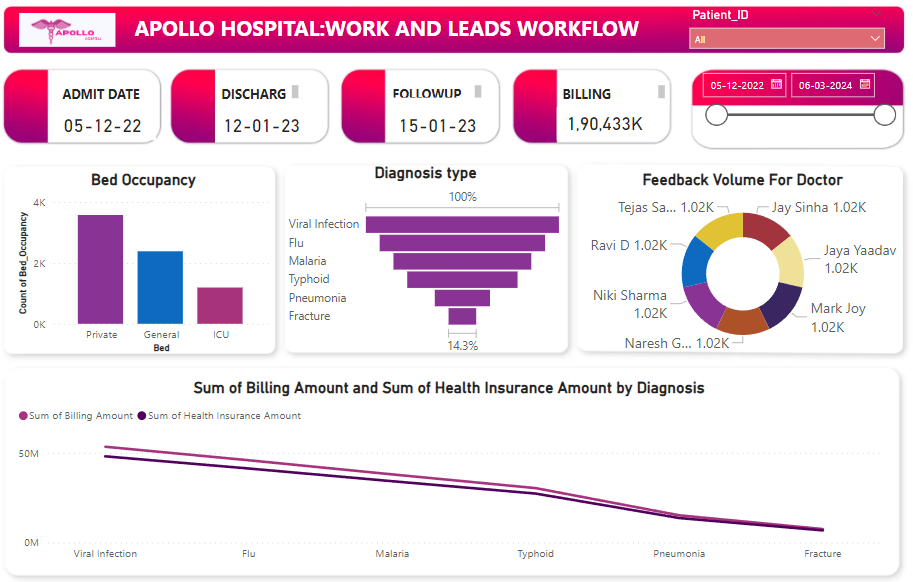 APOLLO
HOSPITAL
APOLLO HOSPITAL:WORK AND LEADS WORKFLOW
Patient_ID
All
ADMIT DATE
05-12-22
DISCHARG
12-01-23
FOLLOWUP
15-01-23
BILLING
1,90,433K
05-12-2022
06-03-2024
Bed Occupancy
Count of Bed_Occupancy
4K
2K
0K
Private
General
ICU
Bed
Diagnosis type
100%
Viral Infection
Flu
Malaria
Typhoid
Pneumonia
Fracture
14.3%
Feedback Volume For Doctor
Tejas Sa... 1.02K
Jay Sinha 1.02K
Ravi D 1.02K
Jaya Yaadav
1.02K
Niki Sharma
1.02K
Mark Joy
1.02K
Naresh G... 1.02K
Sum of Billing Amount and Sum of Health Insurance Amount by Diagnosis
Sum of Billing Amount
Sum of Health Insurance Amount
50M
0M
Viral Infection
Flu
Malaria
Typhoid
Pneumonia
Fracture